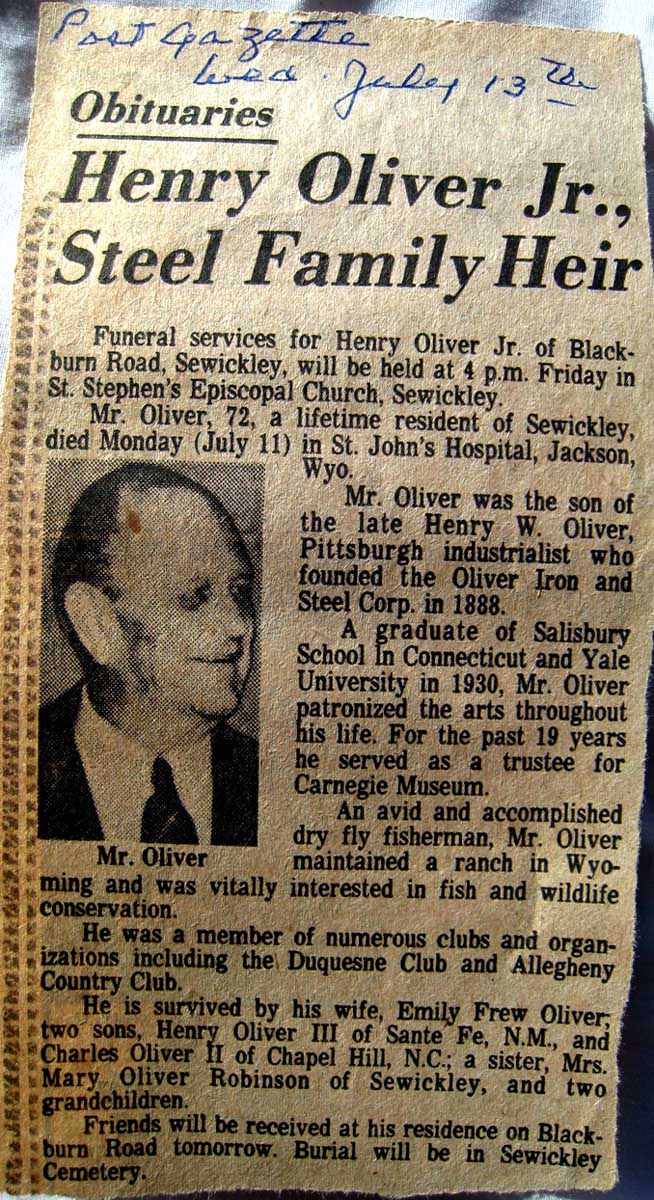 Post Gazette
Wed. July 13th
Obituaries
Henry Oliver Jr.,
Steel Family Heir
Funeral services for Henry Oliver Jr. of Black-
burn Road, Sewickley, will be held at 4 p.m. Friday in
St. Stephen's Episcopal Church, Sewickley.
Mr. Oliver, 72, a lifetime resident of Sewickley,
died Monday (July 11) in St. John's Hospital, Jackson,
Wyo.
Mr. Oliver was the son of
the late Henry W. Oliver,
Pittsburgh industrialist who
founded the Oliver Iron and
Steel Corp. in 1888.
A graduate of Salisbury
School in Connecticut and Yale
University in 1930, Mr. Oliver
patronized the arts throughout
his life. For the past 19 years
he served as a trustee for
Carnegie Museum.
An avid and accomplished
dry fly fisherman, Mr. Oliver
Mr. Oliver
maintained a ranch in Wyo-
ming and was vitally interested in fish and wildlife
conservation.
He was a member of numerous clubs and organ-
izations including the Duquesne Club and Allegheny
Country Club.
He is survived by his wife, Emily Frew Oliver;
two sons, Henry Oliver III of Sante Fe, N.M., and
Charles Oliver II of Chapel Hill, N.C.; a sister, Mrs.
Mary Oliver Robinson of Sewickley, and two
grandchildren.
Friends will be received at his residence on Black-
burn Road tomorrow. Burial will be in Sewickley
Cemetery.